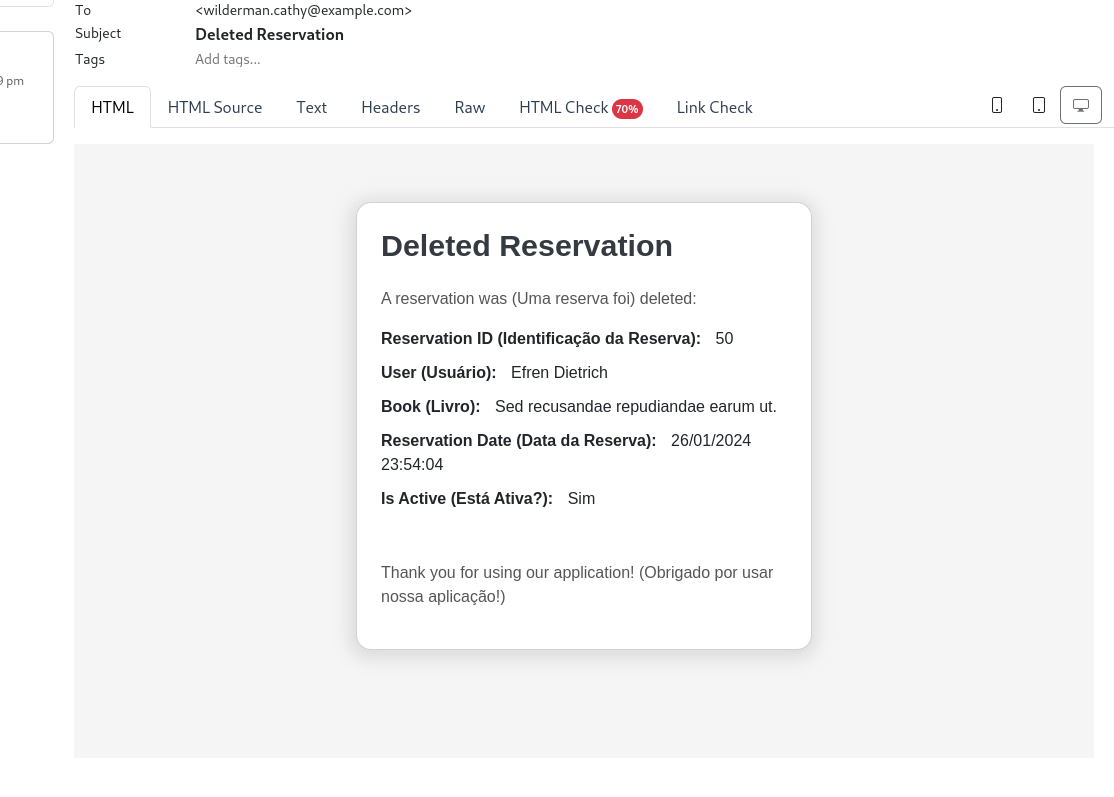 To <wilderman.cathy@example.com>
Subject Deleted Reservation
Tags Add tags...
9 pm
HTML HTML Source Text Headers Raw HTML Check 70% Link Check
Deleted Reservation
A reservation was (Uma reserva foi) deleted:
Reservation ID (Identificação da Reserva): 50
User (Usuário): Efren Dietrich
Book (Livro): Sed recusandae repudiandae earum ut.
Reservation Date (Data da Reserva): 26/01/2024
23:54:04
Is Active (Está Ativa?): Sim
Thank you for using our application! (Obrigado por usar
nossa aplicação!)